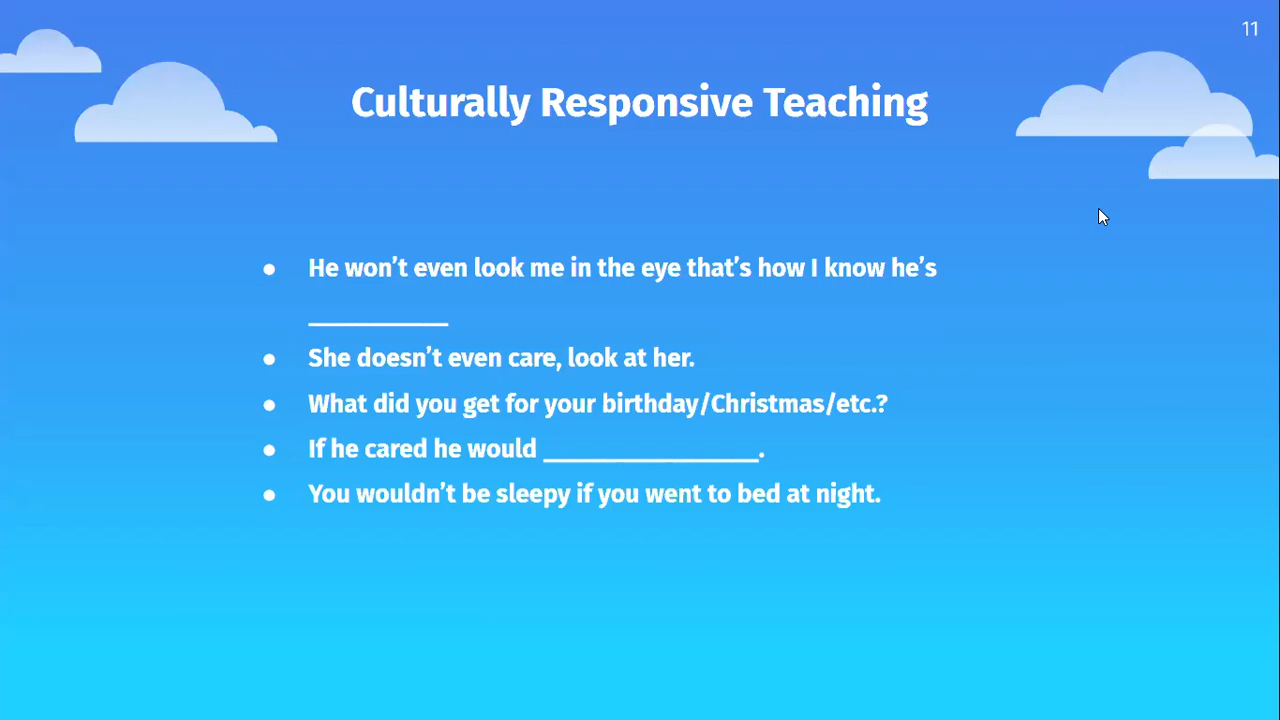 11
Culturally Responsive Teaching
● He won’t even look me in the eye that’s how I know he’s
___________
● She doesn’t even care, look at her.
● What did you get for your birthday/Christmas/etc.?
● If he cared he would _________________.
● You wouldn’t be sleepy if you went to bed at night.